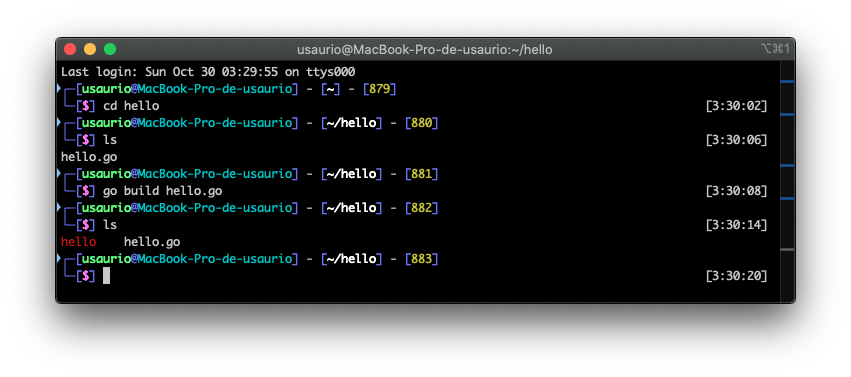 usaurio@MacBook-Pro-de-usaurio:~/hello ⌥⌘1
Last login: Sun Oct 30 03:29:55 on ttys000
┌─[usaurio@MacBook-Pro-de-usaurio] - [~] - [879]
└─[$] cd hello [3:30:02]
┌─[usaurio@MacBook-Pro-de-usaurio] - [~/hello] - [880]
└─[$] ls [3:30:06]
hello.go
┌─[usaurio@MacBook-Pro-de-usaurio] - [~/hello] - [881]
└─[$] go build hello.go [3:30:08]
┌─[usaurio@MacBook-Pro-de-usaurio] - [~/hello] - [882]
└─[$] ls [3:30:14]
hello    hello.go
┌─[usaurio@MacBook-Pro-de-usaurio] - [~/hello] - [883]
└─[$] [3:30:20]